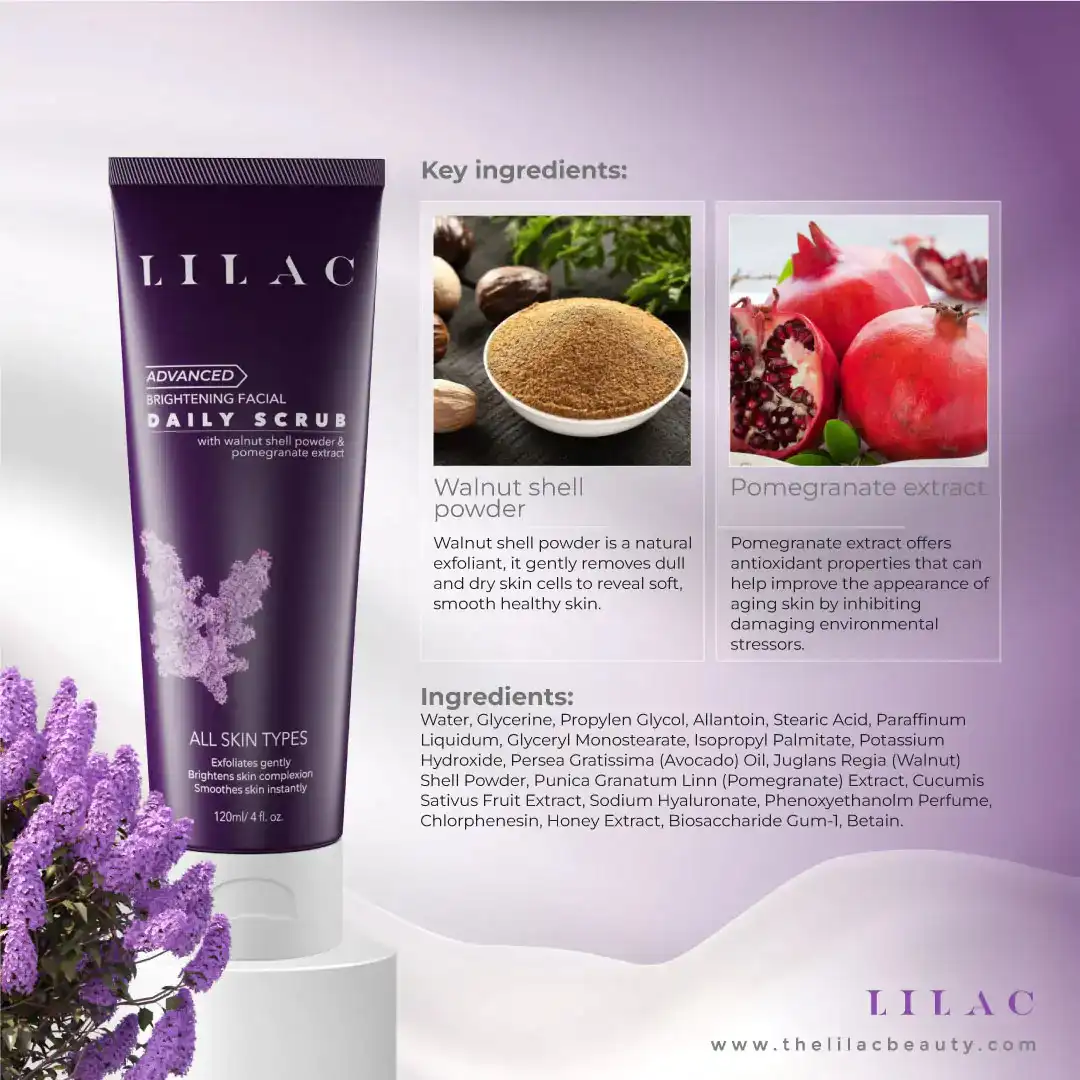 LILAC
ADVANCED
BRIGHTENING FACIAL
DAILY SCRUB
with walnut shell powder &
pomegranate extract
ALL SKIN TYPES
Exfoliates gently
Brightens skin complexion
Smoothes skin instantly
120ml/ 4 fl. oz.
Key ingredients:
Walnut shell
powder
Walnut shell powder is a natural
exfoliant, it gently removes dull
and dry skin cells to reveal soft,
smooth healthy skin.
Pomegranate extract
Pomegranate extract offers
antioxidant properties that can
help improve the appearance of
aging skin by inhibiting
damaging environmental
stressors.
Ingredients:
Water, Glycerine, Propylen Glycol, Allantoin, Stearic Acid, Paraffinum
Liquidum, Glyceryl Monostearate, Isopropyl Palmitate, Potassium
Hydroxide, Persea Gratissima (Avocado) Oil, Juglans Regia (Walnut)
Shell Powder, Punica Granatum Linn (Pomegranate) Extract, Cucumis
Sativus Fruit Extract, Sodium Hyaluronate, Phenoxyethanolm Perfume,
Chlorphenesin, Honey Extract, Biosaccharide Gum-1, Betain.
LILAC
www.thelilacbeauty.com